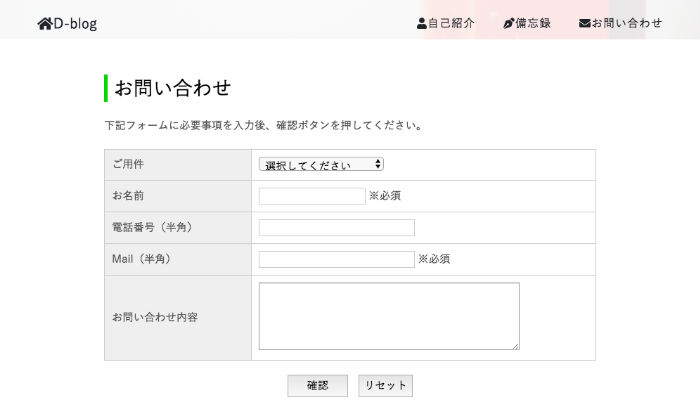 D-blog 自己紹介 備忘録 お問い合わせ
お問い合わせ
下記フォームに必要事項を入力後、確認ボタンを押してください。
ご用件 選択してください
お名前 ※必須
電話番号（半角）
Mail（半角） ※必須
お問い合わせ内容
確認 リセット